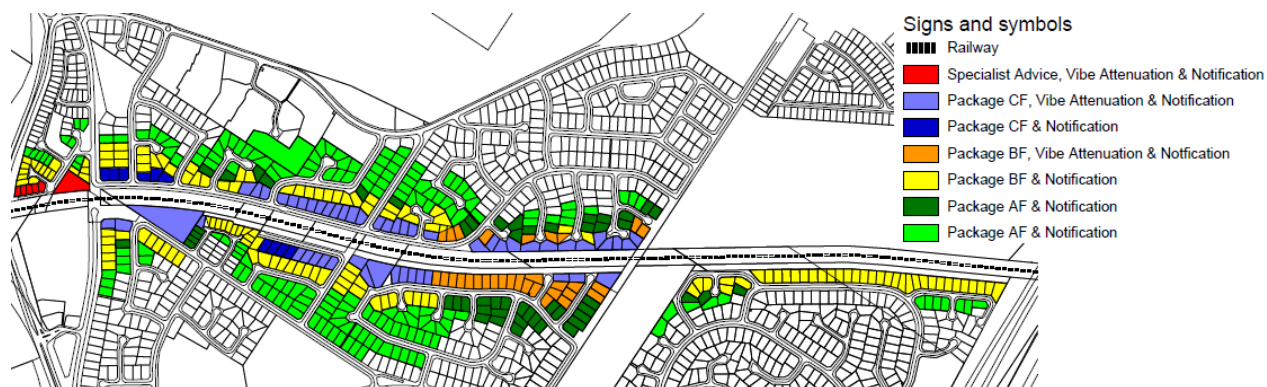 Signs and symbols
Railway
Specialist Advice, Vibe Attenuation & Notification
Package CF, Vibe Attenuation & Notification
Package CF & Notification
Package BF, Vibe Attenuation & Notfication
Package BF & Notification
Package AF & Notification
Package AF & Notification